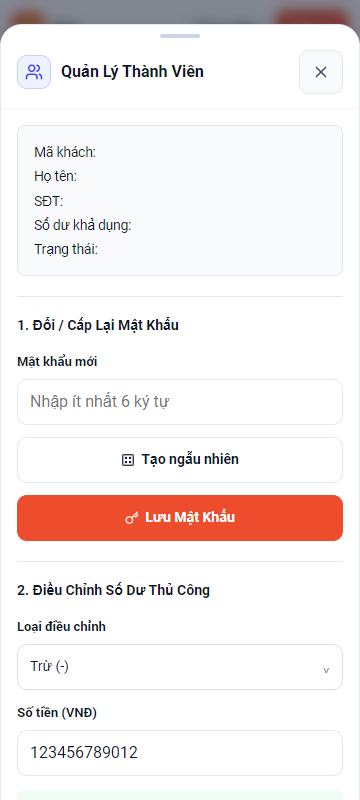 Quản Lý Thành Viên
Mã khách:
Họ tên:
SĐT:
Số dư khả dụng:
Trạng thái:
1. Đổi / Cấp Lại Mật Khẩu
Mật khẩu mới
Nhập ít nhất 6 ký tự
Tạo ngẫu nhiên
Lưu Mật Khẩu
2. Điều Chỉnh Số Dư Thủ Công
Loại điều chỉnh
Trừ (-)
Số tiền (VNĐ)
123456789012